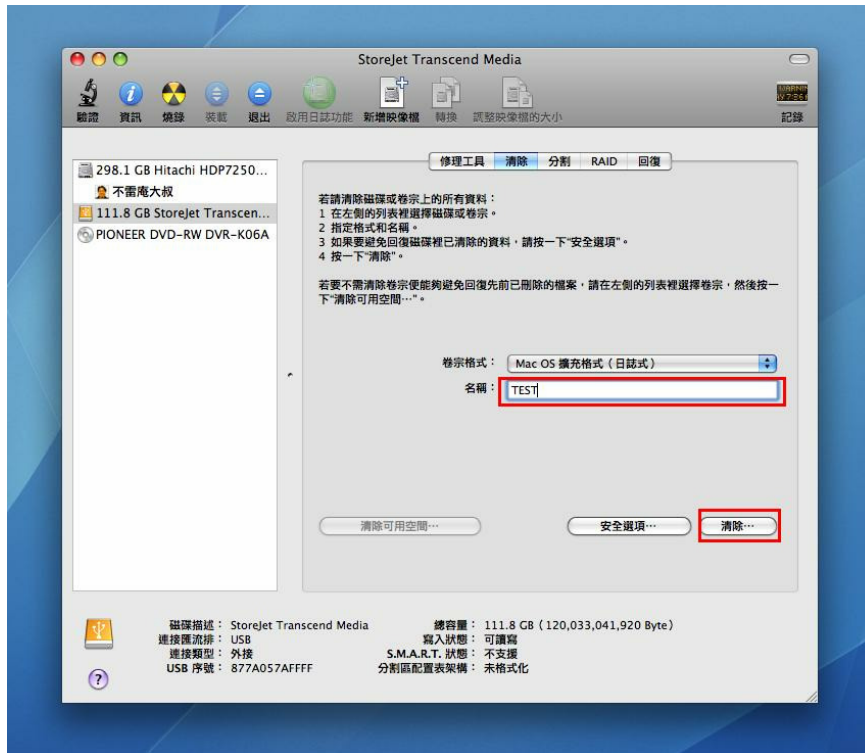 StoreJet Transcend Media
驗證 資訊 燒錄 裝載 退出 啟用日誌功能 新增映像檔 轉換 調整映像檔的大小 記錄
298.1 GB Hitachi HDP7250...
不雷庵大叔
111.8 GB StoreJet Transcen...
PIONEER DVD-RW DVR-K06A
修理工具 清除 分割 RAID 回復
若請清除磁碟或卷宗上的所有資料：
1 在左側的列表裡選擇磁碟或卷宗。
2 指定格式和名稱。
3 如果要避免回復磁碟裡已清除的資料，請按一下“安全選項”。
4 按一下“清除”。
若要不需清除卷宗便能夠避免回復先前已刪除的檔案，請在左側的列表裡選擇卷宗，然後按一
下“清除可用空間⋯”。
卷宗格式： Mac OS 擴充格式（日誌式）
名稱： TEST
清除可用空間⋯ 安全選項⋯ 清除⋯
磁碟描述： StoreJet Transcend Media 總容量： 111.8 GB（120,033,041,920 Byte）
連接匯流排： USB 寫入狀態： 可讀寫
連接類型： 外接 S.M.A.R.T. 狀態： 不支援
USB 序號： 877A057AFFFF 分割區配置表架構： 未格式化